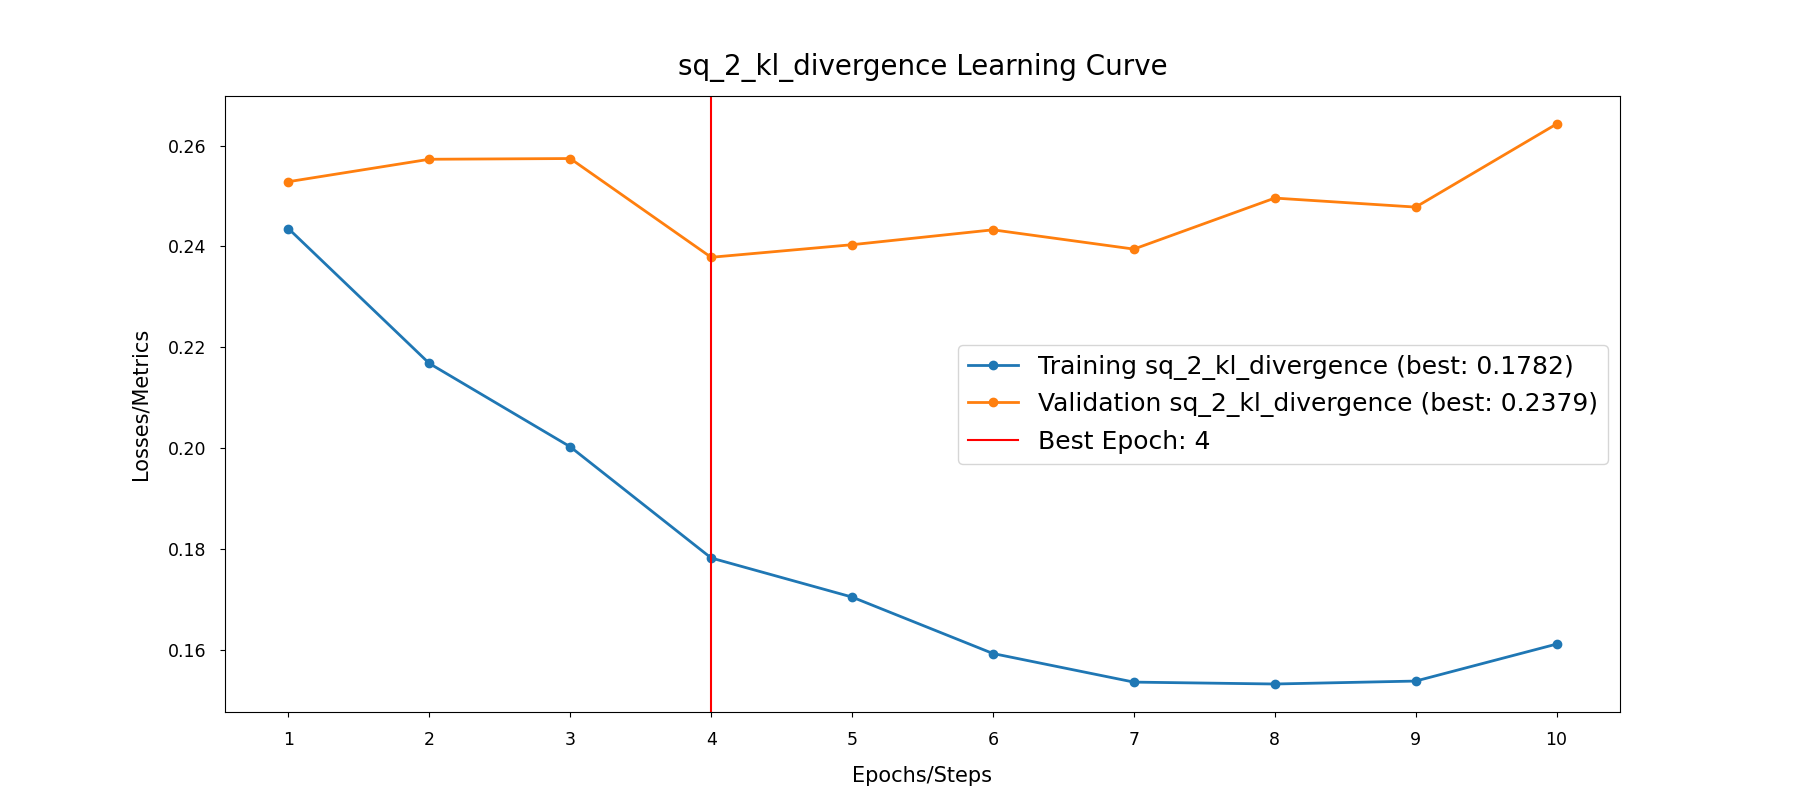 sq_2_kl_divergence Learning Curve
Losses/Metrics
0.26
0.24
0.22
0.20
0.18
0.16
Training sq_2_kl_divergence (best: 0.1782)
Validation sq_2_kl_divergence (best: 0.2379)
Best Epoch: 4
1 2 3 4 5 6 7 8 9 10
Epochs/Steps